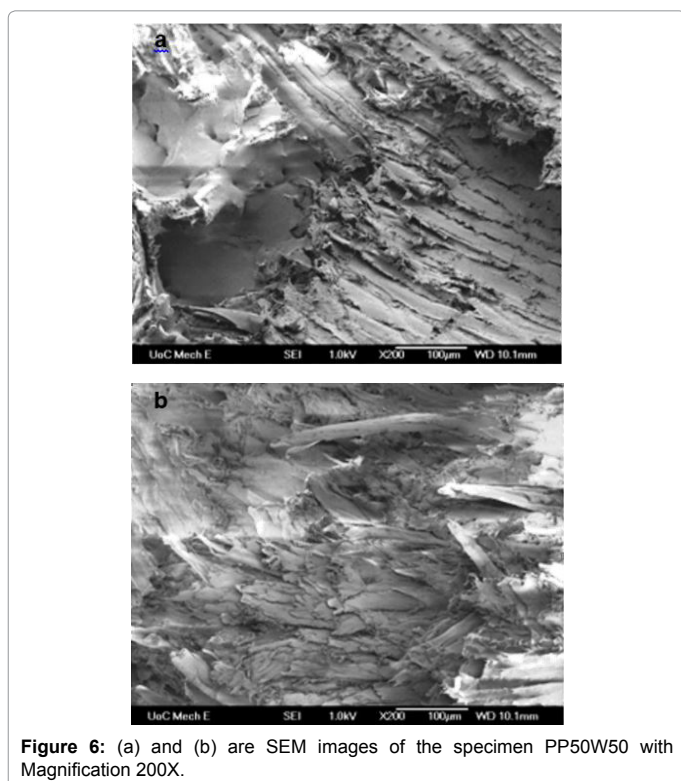 a
UoC Mech E SEI 1.0kV X200 100µm WD 10.1mm
b
UoC Mech E SEI 1.0kV X200 100µm WD 10.1mm
Figure 6: (a) and (b) are SEM images of the specimen PP50W50 with
Magnification 200X.